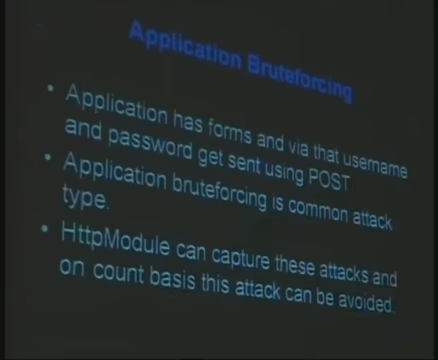 Application Bruteforcing
• Application has forms and via that username
and password get sent using POST
• Application bruteforcing is common attack
type.
• HttpModule can capture these attacks and
on count basis this attack can be avoided.